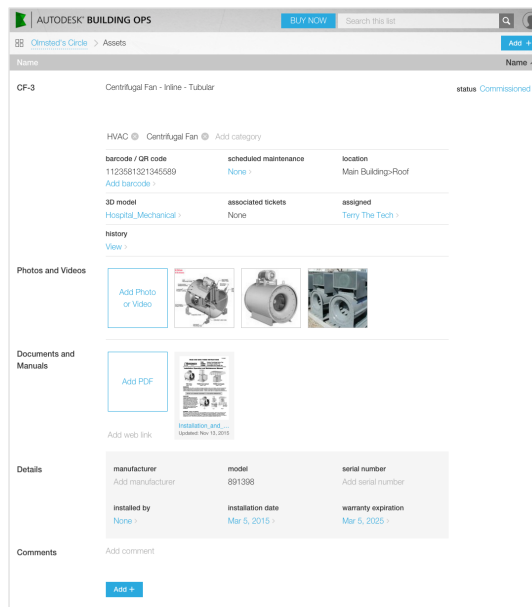 AUTODESK® BUILDING OPS
BUY NOW
Search this list
Olmsted's Circle > Assets
Add +
Name
Name
CF-3
Centrifugal Fan - Inline - Tubular
status Commissioned
HVAC
Centrifugal Fan
Add category
barcode / QR code
scheduled maintenance
location
1123581321345589
None >
Main Building>Roof
Add barcode >
3D model
associated tickets
assigned
Hospital_Mechanical >
None
Terry The Tech >
history
View >
Photos and Videos
Add Photo
or Video
Documents and
Manuals
Add PDF
Installation_and_...
Updated: Nov 13, 2015
Add web link
Details
manufacturer
model
serial number
Add manufacturer
891398
Add serial number
installed by
installation date
warranty expiration
None >
Mar 5, 2015 >
Mar 5, 2025 >
Comments
Add comment
Add +